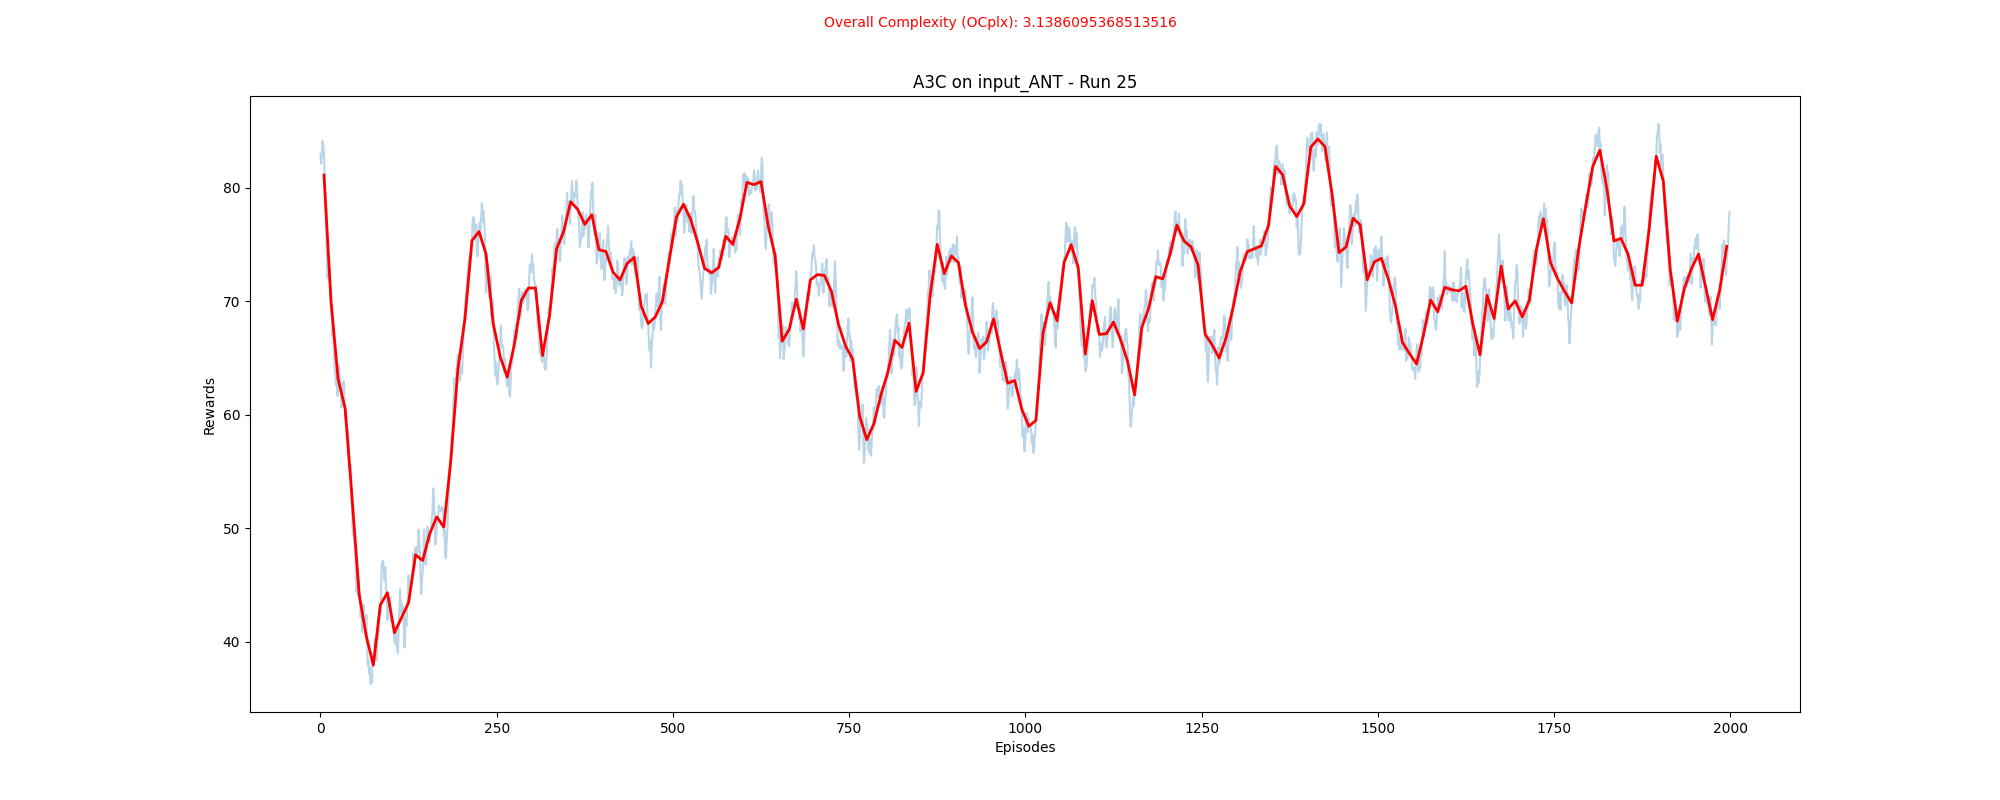 Overall Complexity (OCplx): 3.1386095368513516
A3C on input_ANT - Run 25
Rewards
80
70
60
50
40
0 250 500 750 1000 1250 1500 1750 2000
Episodes